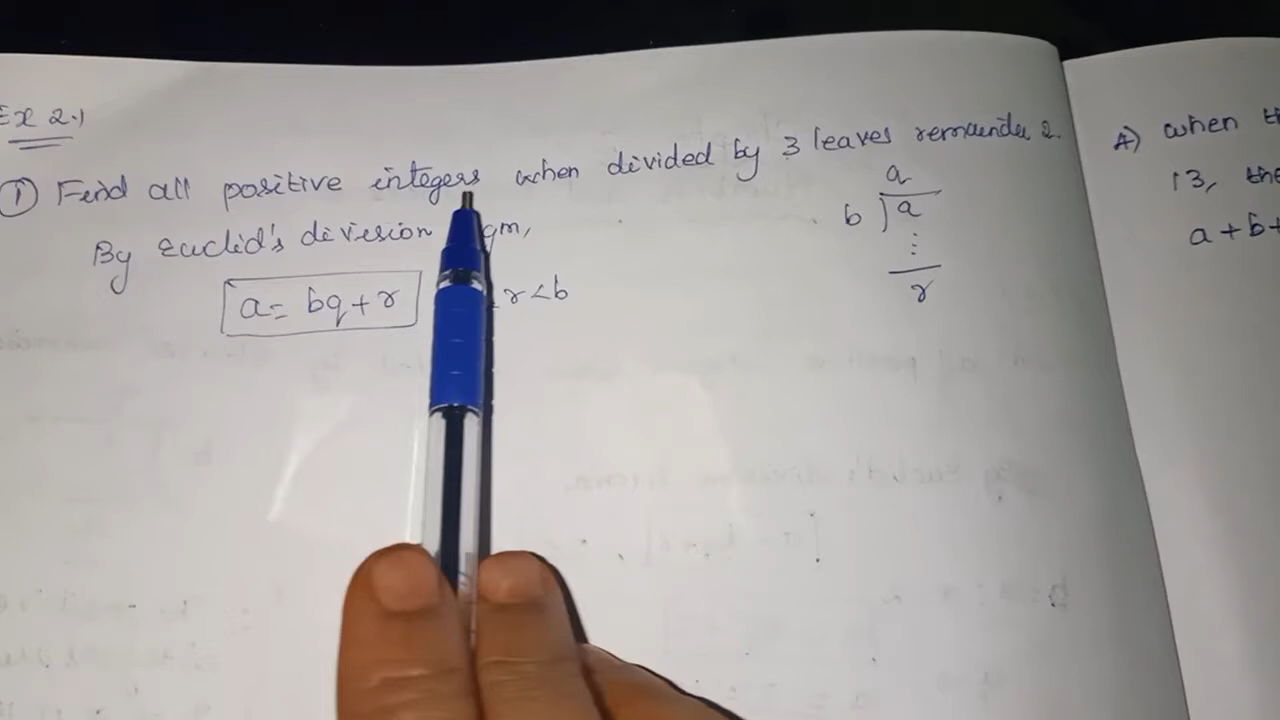 Ex 2.1
① Find all positive integers when divided by 3 leaves remainder 2.
By Euclid's division
a = bq + r r < b
a
b ) a
⋮
r
A) when
13,
a + b +